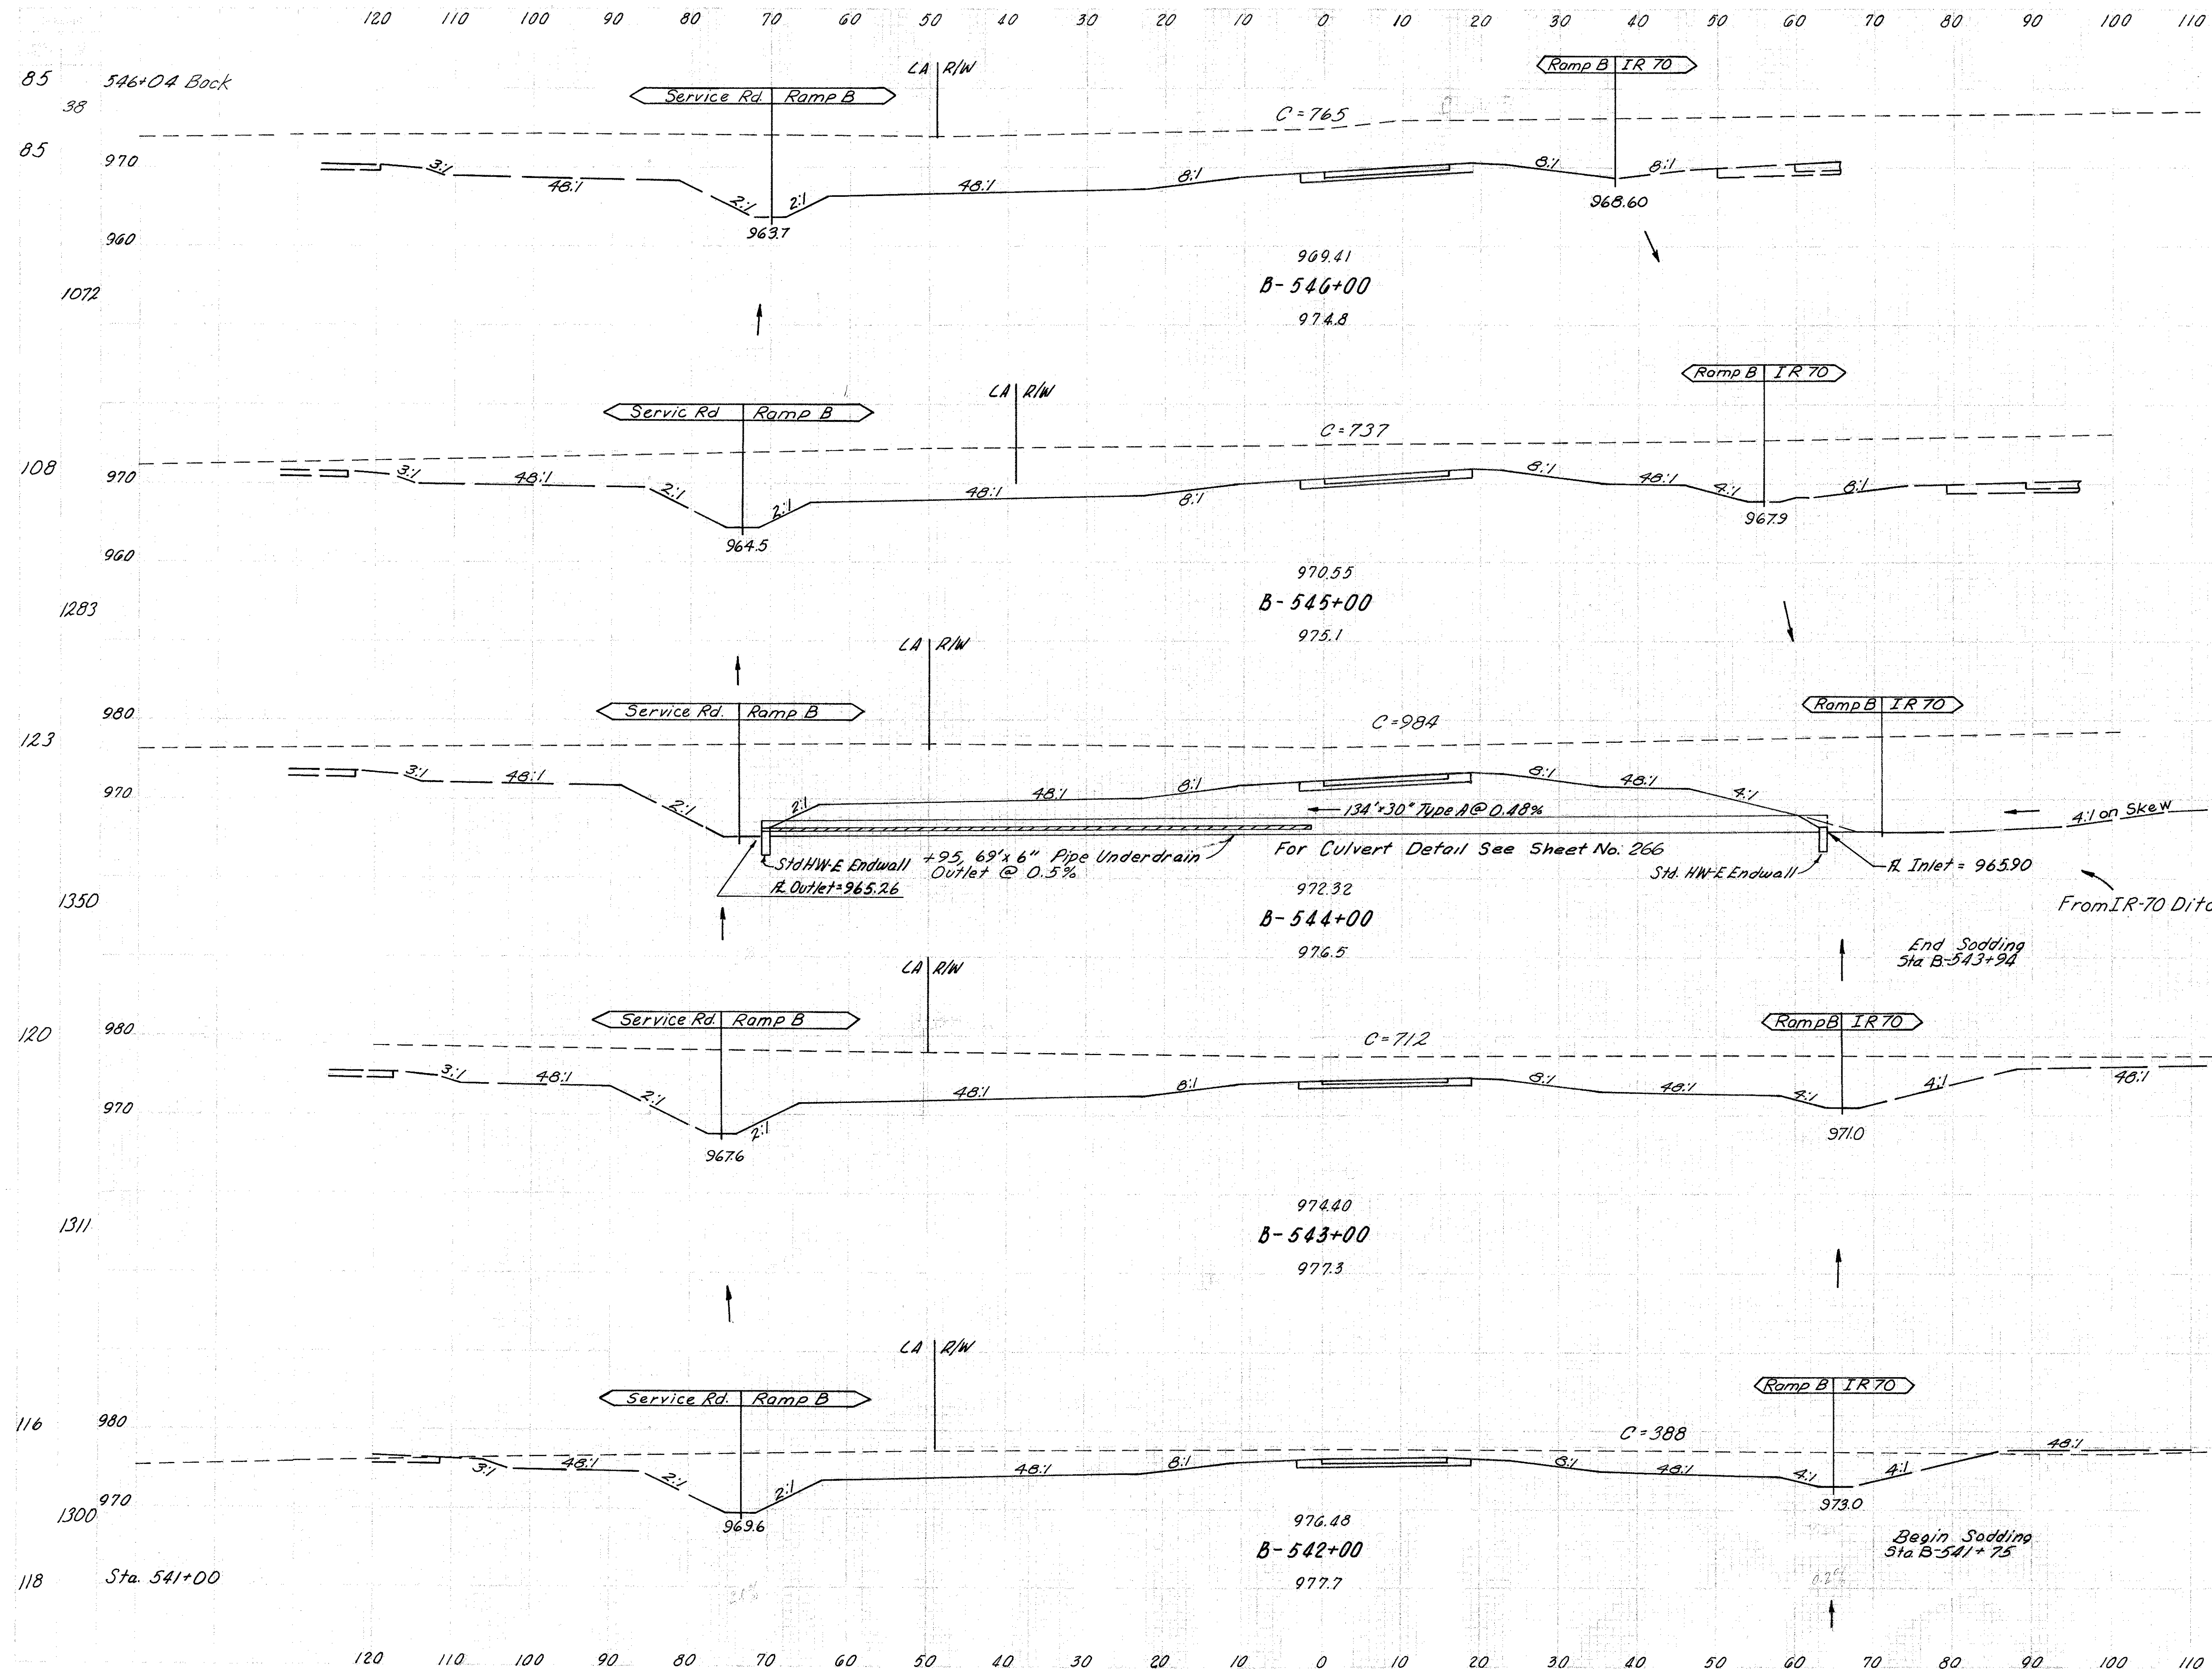 120 110 100 90 80 70 60 50 40 30 20 10 0 10 20 30 40 50 60 70 80 90 100 110
85 546+04 Back
38
LA R/W
Ramp B IR 70
Service Rd. Ramp B
C=765
85 970
3:1 48:1 2:1 2:1 48:1 8:1 8:1 8:1
963.7
968.60
960
969.41
B-546+00
974.8
1072
LA R/W
Ramp B IR 70
Servic Rd Ramp B
C=737
108 970
3:1 48:1 2:1 2:1 48:1 8:1 8:1 48:1 4:1 8:1
964.5
967.9
960
970.55
B-545+00
975.1
1283
LA R/W
Ramp B IR 70
980
Service Rd. Ramp B
C=984
123
970
3:1 48:1 2:1 2:1 48:1 8:1 8:1 48:1 4:1
134'x30" Type A @ 0.48%
4:1 on Skew
Std HW-E Endwall
+95, 69'x 6" Pipe Underdrain
Outlet @ 0.5%
For Culvert Detail See Sheet No. 266
Std. HW-E Endwall
FL Inlet = 965.90
FL Outlet=965.26
972.32
B-544+00
976.5
1350
From IR-70 Ditc
End Sodding
Sta B-543+94
LA R/W
Service Rd. Ramp B
Ramp B IR 70
120 980
C=712
970
3:1 48:1 2:1 2:1 48:1 8:1 8:1 48:1 4:1 4:1 48:1
967.6
971.0
974.40
B-543+00
977.3
1311
LA R/W
Service Rd. Ramp B
Ramp B IR 70
116 980
C=388
3:1 48:1 2:1 2:1 48:1 8:1 8:1 48:1 4:1 4:1 48:1
970
1300
969.6
973.0
976.48
B-542+00
977.7
Begin Sodding
Sta B-541+75
118 Sta. 541+00
120 110 100 90 80 70 60 50 40 30 20 10 0 10 20 30 40 50 60 70 80 90 100 110